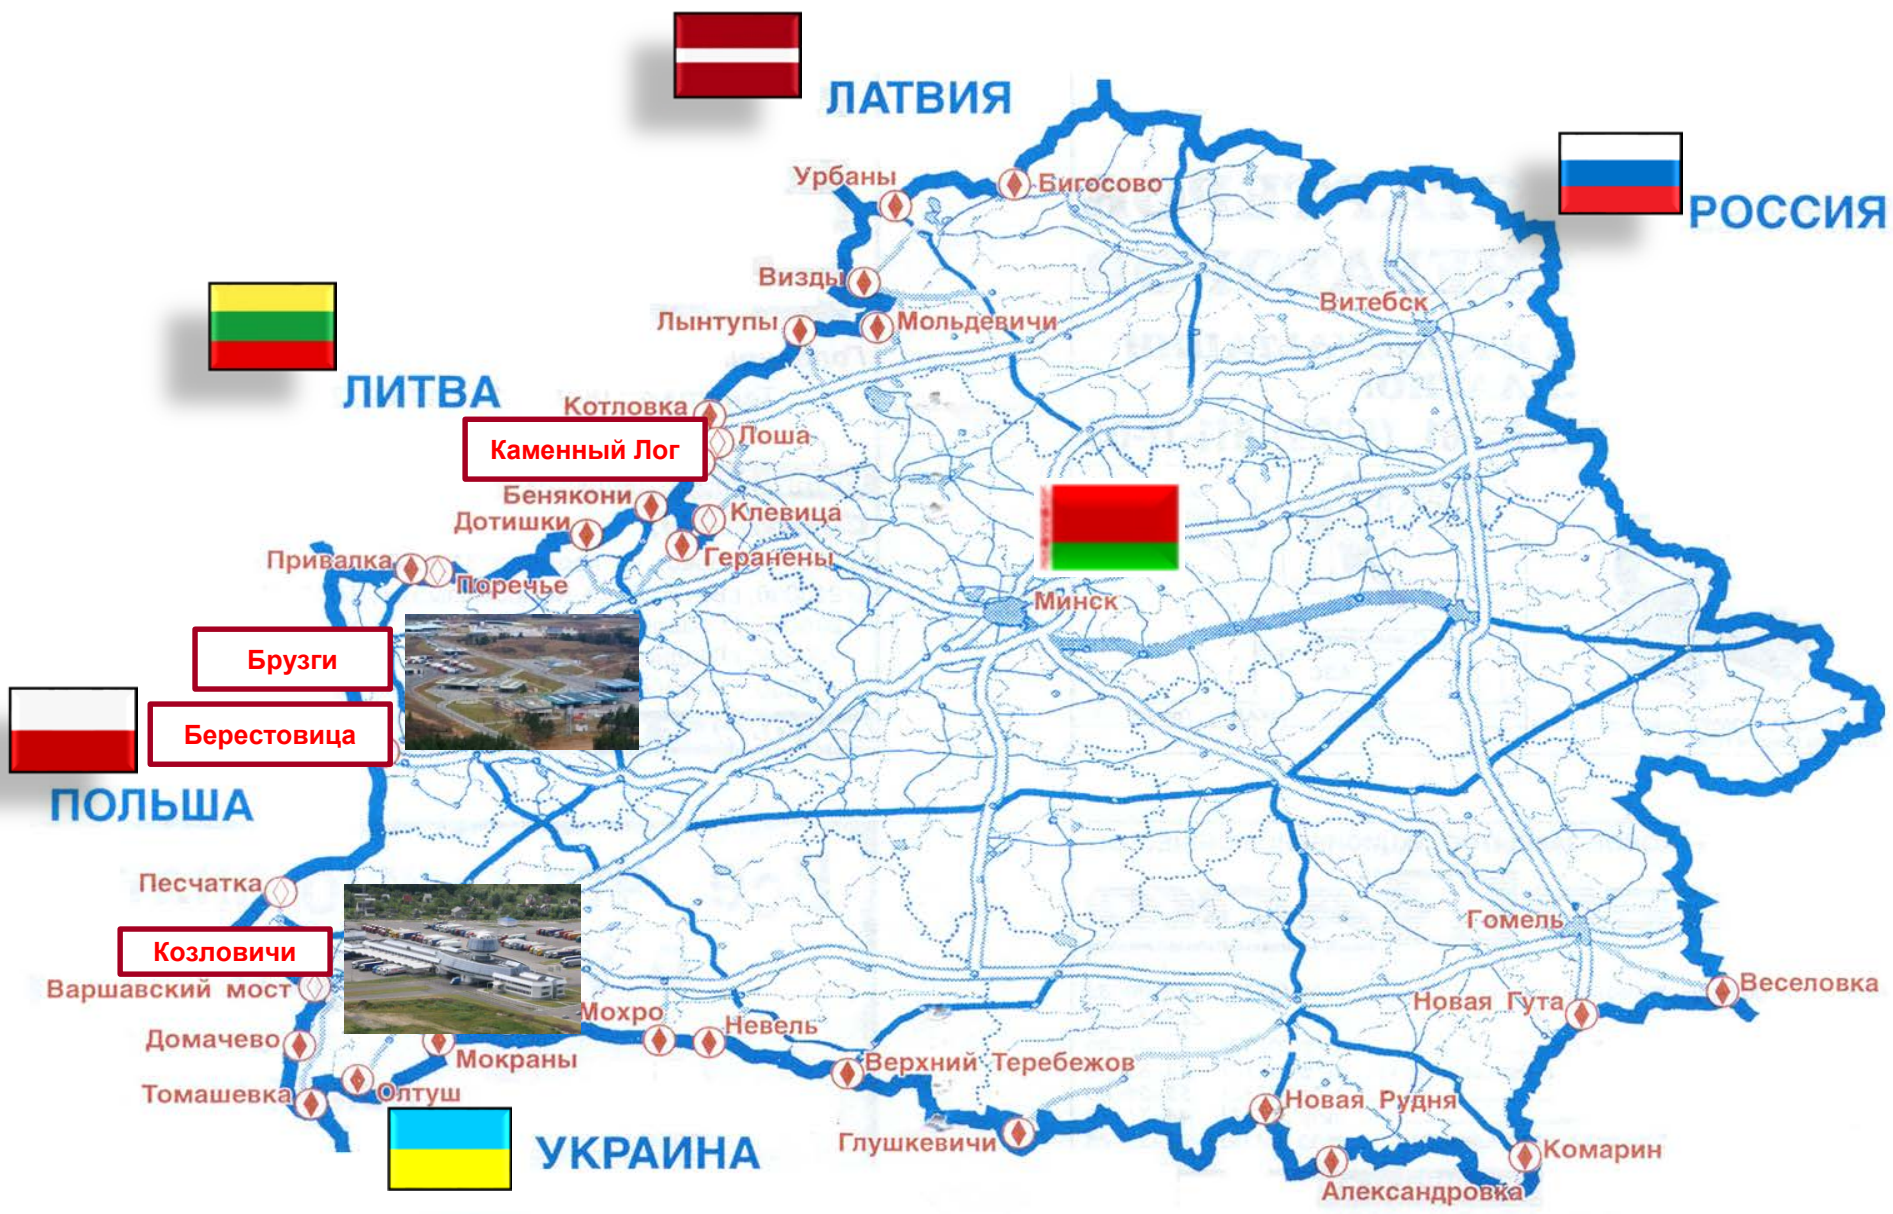 ЛАТВИЯ
РОССИЯ
Урбаны
Бигосово
Визды
Витебск
Лынтупы
Мольдевичи
ЛИТВА
Котловка
Лоша
Каменный Лог
Бенякони
Клевица
Дотишки
Геранены
Привалка
Поречье
Минск
Брузги
Берестовица
ПОЛЬША
Песчатка
Гомель
Козловичи
Варшавский мост
Веселовка
Новая Гута
Мохро
Невель
Домачево
Мокраны
Верхний Теребежов
Томашевка
Олтуш
Новая Рудня
Глушкевичи
УКРАИНА
Комарин
Александровка